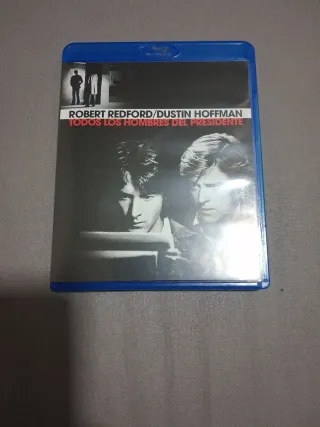 ROBERT REDFORD/DUSTIN HOFFMAN
TODOS LOS HOMBRES DEL PRESIDENTE